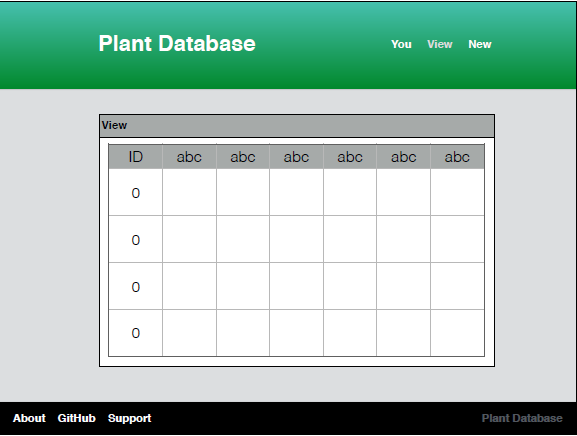 Plant Database You View New
View
ID abc abc abc abc abc abc
0
0
0
0
About GitHub Support Plant Database